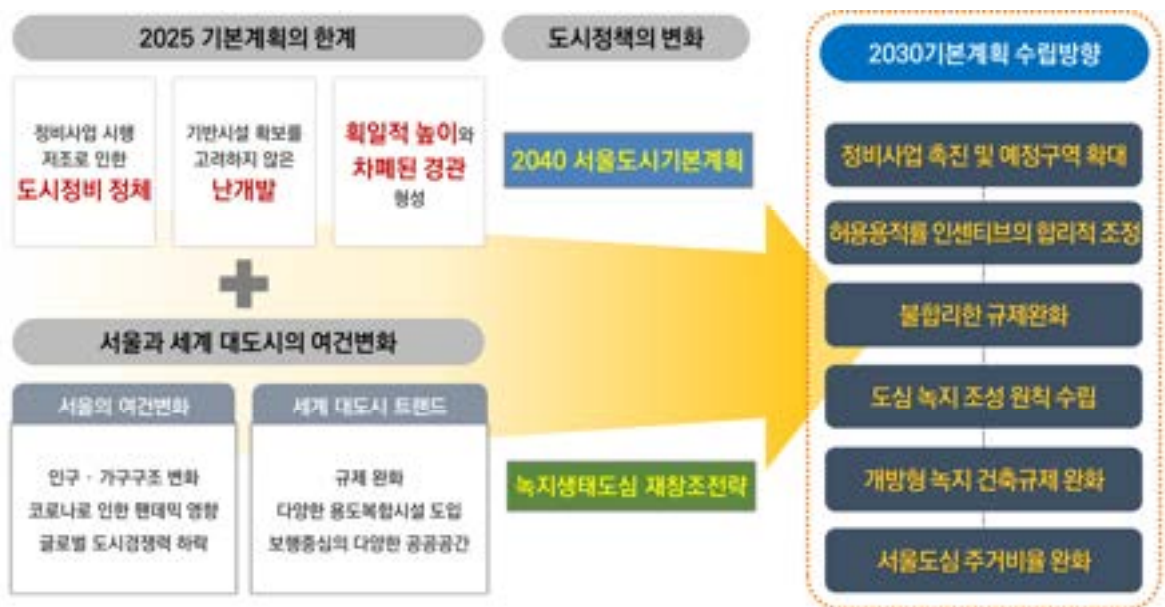 2025 기본계획의 한계
정비사업 시행
저조로 인한
도시정비 정체
기반시설 확보를
고려하지 않은
난개발
획일적 높이와
차폐된 경관
형성
서울과 세계 대도시의 여건변화
서울의 여건변화
인구 · 가구구조 변화
코로나로 인한 팬데믹 영향
글로벌 도시경쟁력 하락
세계 대도시 트랜드
규제 완화
다양한 용도복합시설 도입
보행중심의 다양한 공공공간
도시정책의 변화
2040 서울도시기본계획
녹지생태도심 재창조전략
2030기본계획 수립방향
정비사업 촉진 및 예정구역 확대
허용용적률 인센티브의 합리적 조정
불합리한 규제완화
도심 녹지 조성 원칙 수립
개방형 녹지 건축규제 완화
서울도심 주거비율 완화